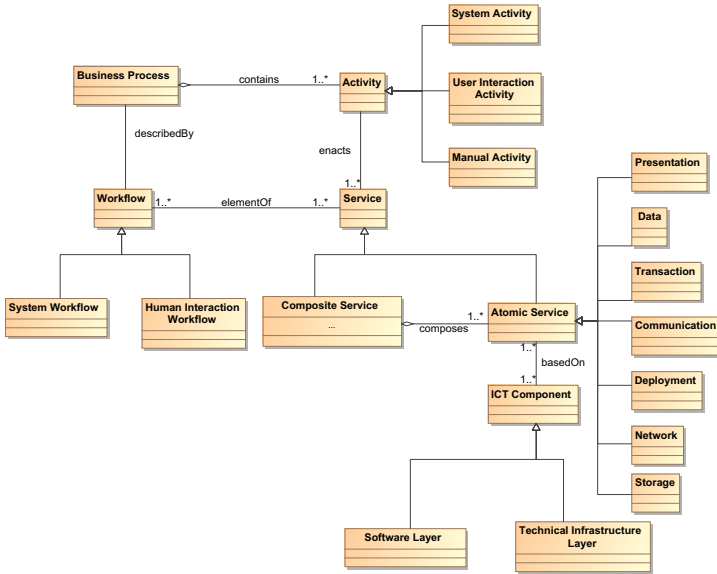 System Activity
Business Process
contains
1..*
Activity
User Interaction
Activity
describedBy
enacts
Manual Activity
Presentation
1..*
Workflow
1..*
elementOf
1..*
Service
Data
Transaction
System Workflow
Human Interaction
Workflow
Composite Service
...
composes
1..*
Atomic Service
Communication
1..*
basedOn
1..*
ICT Component
Deployment
Network
Storage
Software Layer
Technical Infrastructure
Layer